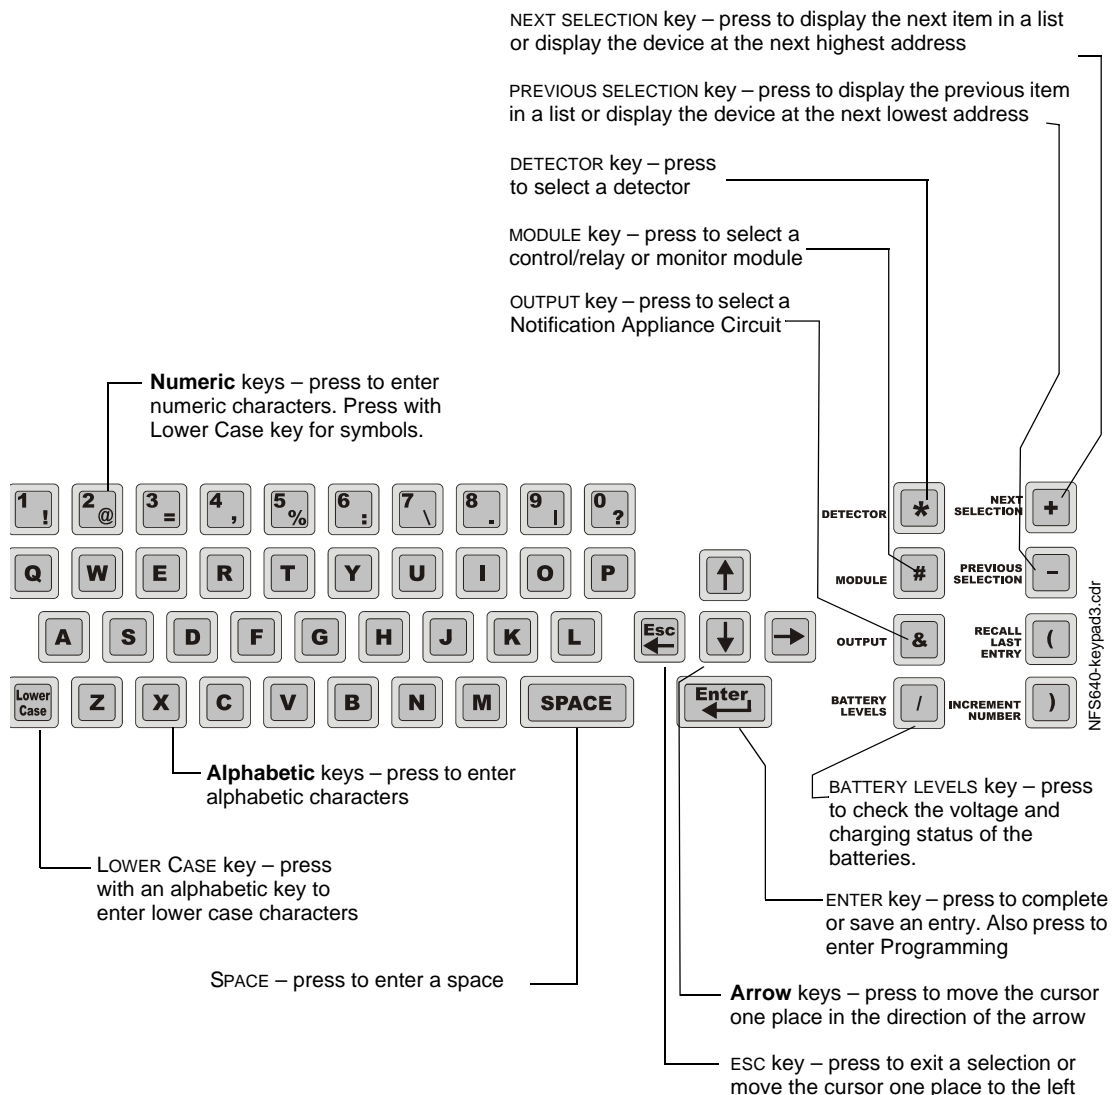 NEXT SELECTION key – press to display the next item in a list
or display the device at the next highest address
PREVIOUS SELECTION key – press to display the previous item
in a list or display the device at the next lowest address
DETECTOR key – press
to select a detector
MODULE key – press to select a
control/relay or monitor module
OUTPUT key – press to select a
Notification Appliance Circuit
Numeric keys – press to enter
numeric characters. Press with
Lower Case key for symbols.
1 ! 2 @ 3 = 4 , 5 % 6 : 7 \ 8 . 9 | 0 ?
DETECTOR * NEXT SELECTION +
Q W E R T Y U I O P
↑
MODULE # PREVIOUS SELECTION –
A S D F G H J K L
Esc ← ↓ →
OUTPUT & RECALL LAST ENTRY (
Lower Case Z X C V B N M SPACE
Enter
BATTERY LEVELS / INCREMENT NUMBER )
NFS640-keypad3.cdr
Alphabetic keys – press to enter
alphabetic characters
BATTERY LEVELS key – press
to check the voltage and
charging status of the
batteries.
LOWER CASE key – press
with an alphabetic key to
enter lower case characters
ENTER key – press to complete
or save an entry. Also press to
enter Programming
SPACE – press to enter a space
Arrow keys – press to move the cursor
one place in the direction of the arrow
ESC key – press to exit a selection or
move the cursor one place to the left